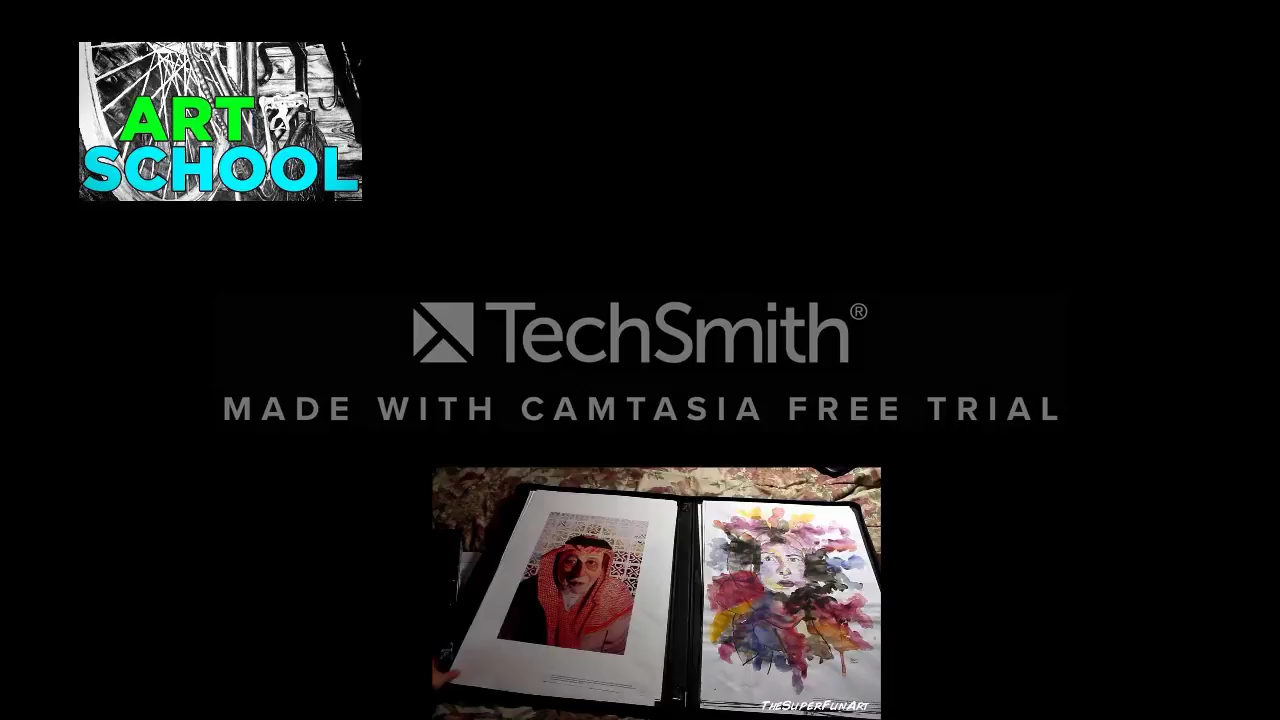 ART
SCHOOL
TechSmith®
MADE WITH CAMTASIA FREE TRIAL
TheSuperFunArt